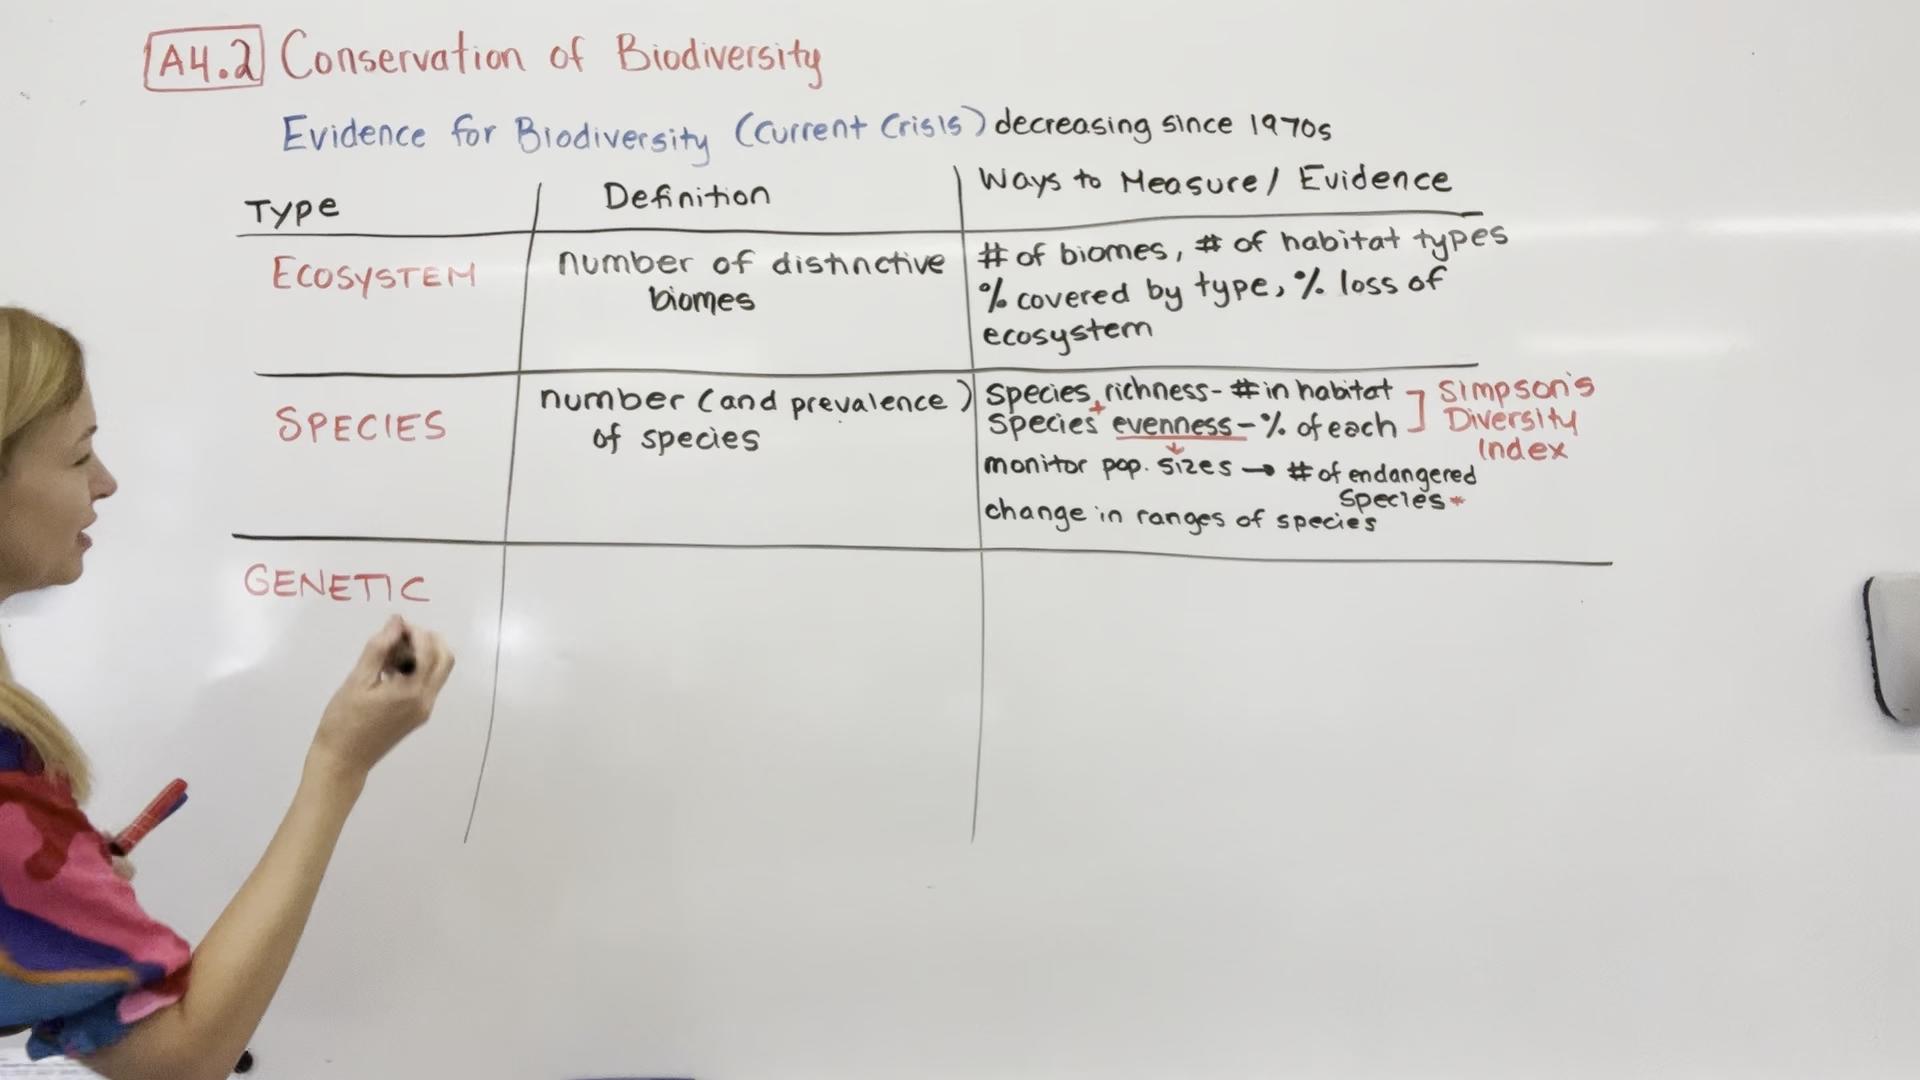 A4.2 Conservation of Biodiversity
Evidence for Biodiversity (Current Crisis) decreasing since 1970s
Type
Definition
Ways to Measure / Evidence
ECOSYSTEM
number of distinctive
biomes
# of biomes, # of habitat types
% covered by type, % loss of
ecosystem
SPECIES
number (and prevalence)
of species
Species richness - # in habitat
+
Species evenness - % of each
] Simpson's
Diversity
Index
monitor pop. sizes → # of endangered
species *
change in ranges of species
GENETIC